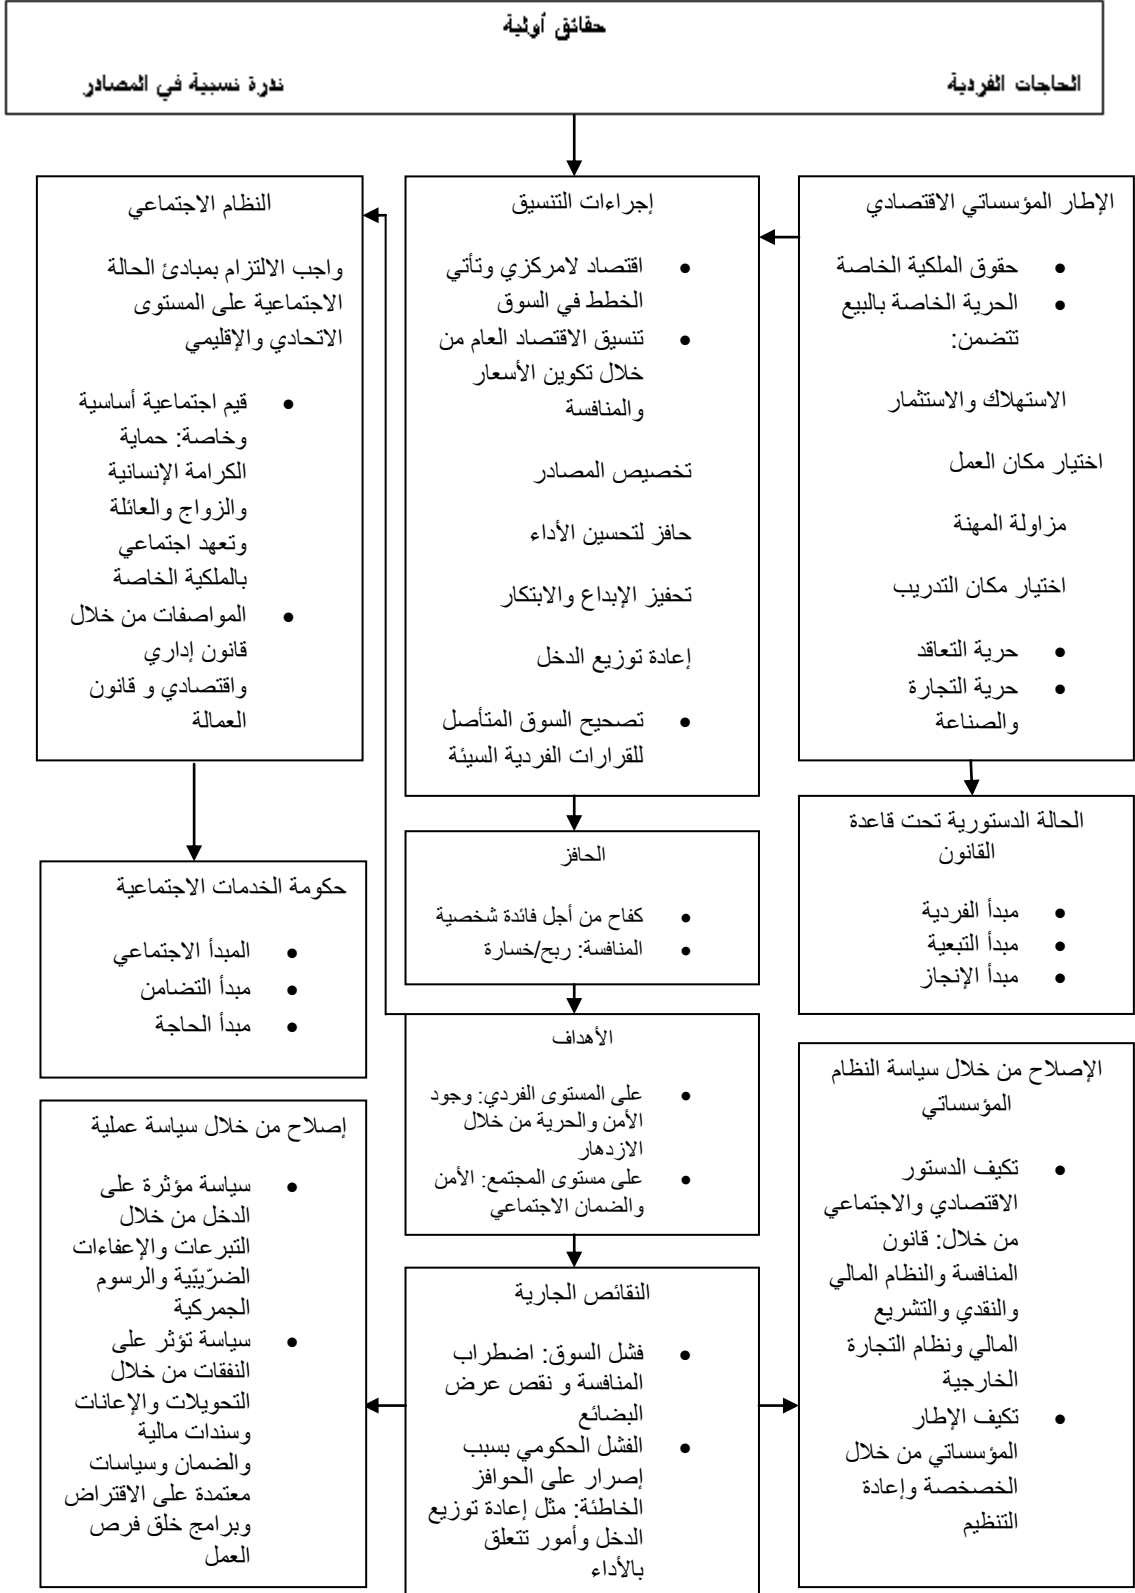 حقائق أولية
الحاجات الفردية
ندرة نسبية في المصادر
الإطار المؤسساتي الاقتصادي
• حقوق الملكية الخاصة
• الحرية الخاصة بالبيع
تتضمن:
الاستهلاك والاستثمار
اختيار مكان العمل
مزاولة المهنة
اختيار مكان التدريب
• حرية التعاقد
• حرية التجارة
والصناعة
إجراءات التنسيق
• اقتصاد لامركزي وتأتي
الخطط في السوق
• تنسيق الاقتصاد العام من
خلال تكوين الأسعار
والمنافسة
تخصيص المصادر
حافز لتحسين الأداء
تحفيز الإبداع والابتكار
إعادة توزيع الدخل
• تصحيح السوق المتأصل
للقرارات الفردية السيئة
النظام الاجتماعي
واجب الالتزام بمبادئ الحالة
الاجتماعية على المستوى
الاتحادي والإقليمي
• قيم اجتماعية أساسية
وخاصة: حماية
الكرامة الإنسانية
والزواج والعائلة
وتعهد اجتماعي
بالملكية الخاصة
• المواصفات من خلال
قانون إداري
واقتصادي و قانون
العمالة
الحالة الدستورية تحت قاعدة
القانون
• مبدأ الفردية
• مبدأ التبعية
• مبدأ الإنجاز
الحافز
• كفاح من أجل فائدة شخصية
• المنافسة: ربح/خسارة
حكومة الخدمات الاجتماعية
• المبدأ الاجتماعي
• مبدأ التضامن
• مبدأ الحاجة
الأهداف
• على المستوى الفردي: وجود
الأمن والحرية من خلال
الازدهار
• على مستوى المجتمع: الأمن
والضمان الاجتماعي
الإصلاح من خلال سياسة النظام
المؤسساتي
• تكيف الدستور
الاقتصادي والاجتماعي
من خلال: قانون
المنافسة والنظام المالي
والنقدي والتشريع
المالي ونظام التجارة
الخارجية
• تكيف الإطار
المؤسساتي من خلال
الخصخصة وإعادة
التنظيم
النقائص الجارية
• فشل السوق: اضطراب
المنافسة و نقص عرض
البضائع
• الفشل الحكومي بسبب
إصرار على الحوافز
الخاطئة: مثل إعادة توزيع
الدخل وأمور تتعلق
بالأداء
إصلاح من خلال سياسة عملية
• سياسة مؤثرة على
الدخل من خلال
التبرعات والإعفاءات
الضرّيبّية والرسوم
الجمركية
• سياسة تؤثر على
النفقات من خلال
التحويلات والإعانات
وسندات مالية
والضمان وسياسات
معتمدة على الاقتراض
وبرامج خلق فرص
العمل